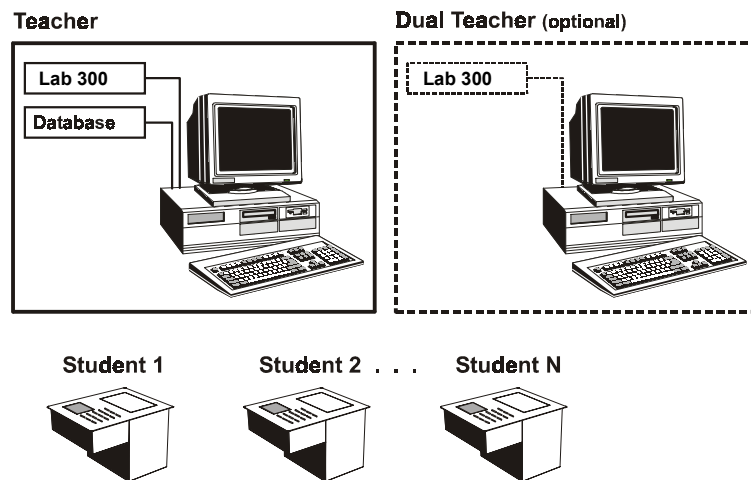 Teacher
Dual Teacher (optional)
Lab 300
Database
Lab 300
Student 1
Student 2 . . .
Student N